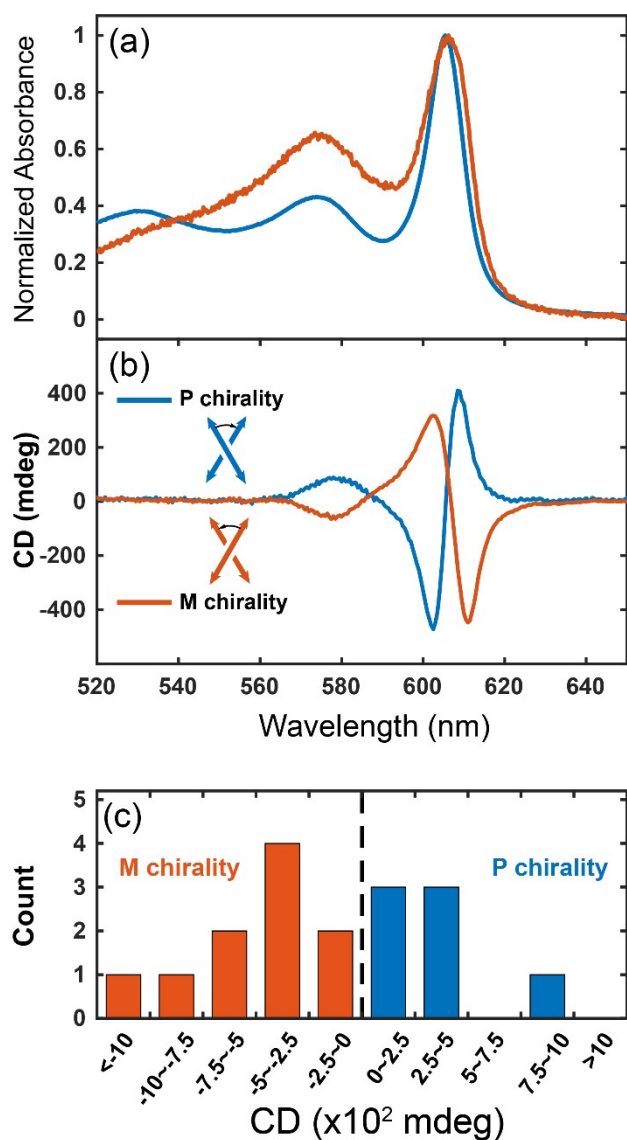 (a)
Normalized Absorbance
1
0.8
0.6
0.4
0.2
0
(b)
CD (mdeg)
400
200
0
-200
-400
P chirality
M chirality
520
540
560
580
600
620
640
Wavelength (nm)
(c)
Count
5
4
3
2
1
0
M chirality
P chirality
<-10
-10~-7.5
-7.5~-5
-5~-2.5
-2.5~0
0~2.5
2.5~5
5~7.5
7.5~10
>10
CD (x10² mdeg)